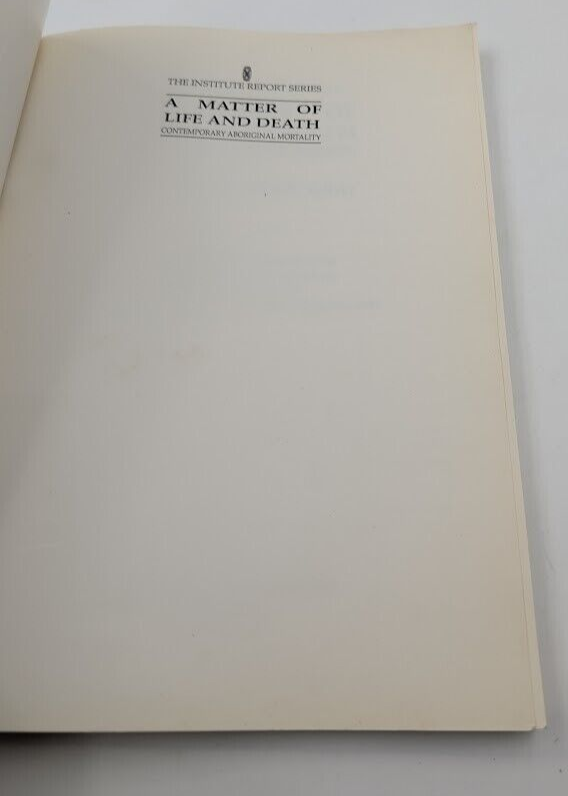 THE INSTITUTE REPORT SERIES
A MATTER OF
LIFE AND DEATH
CONTEMPORARY ABORIGINAL MORTALITY